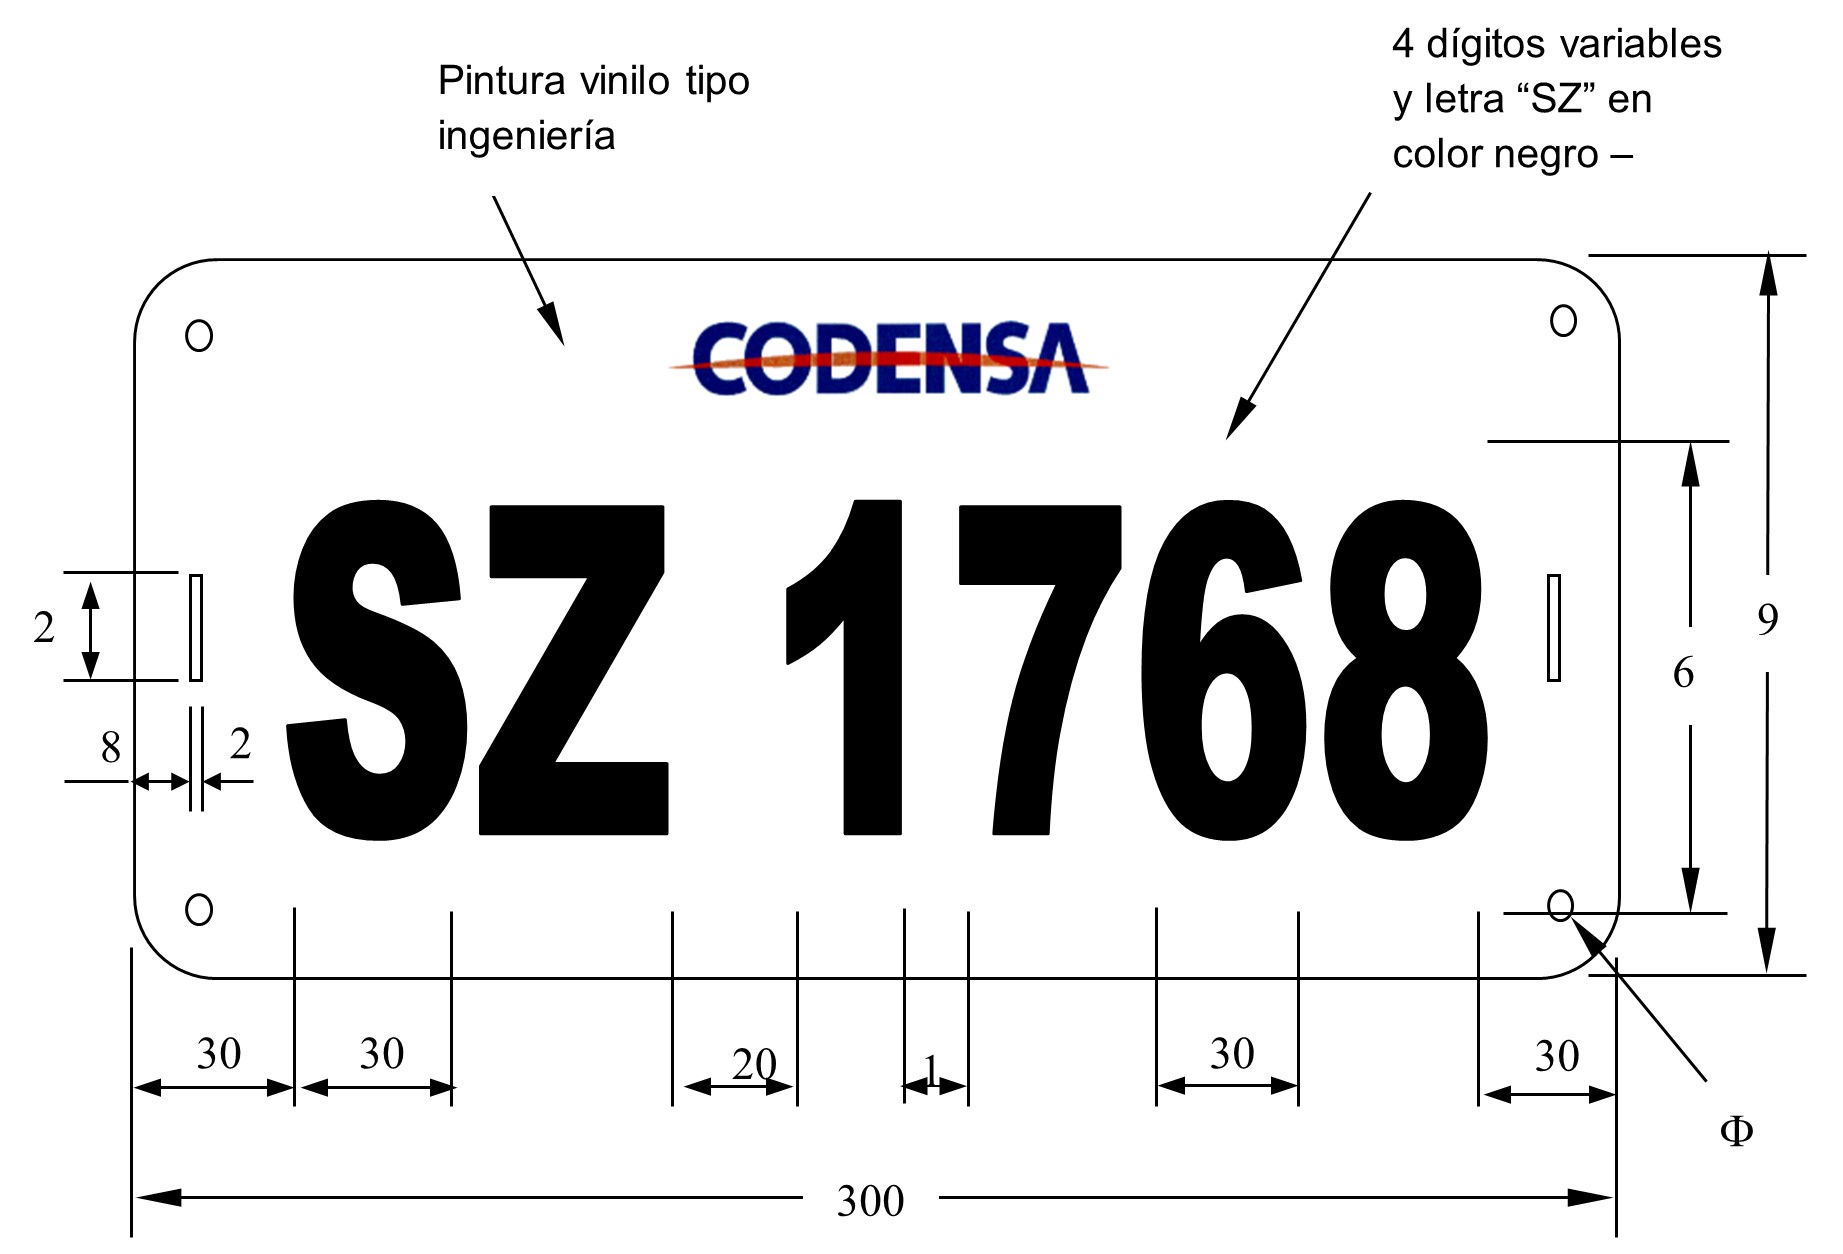 4 dígitos variables
y letra “SZ” en
color negro –
Pintura vinilo tipo
ingeniería
CODENSA
SZ 1768
2
8
2
9
6
30
30
20
1
30
30
Φ
300